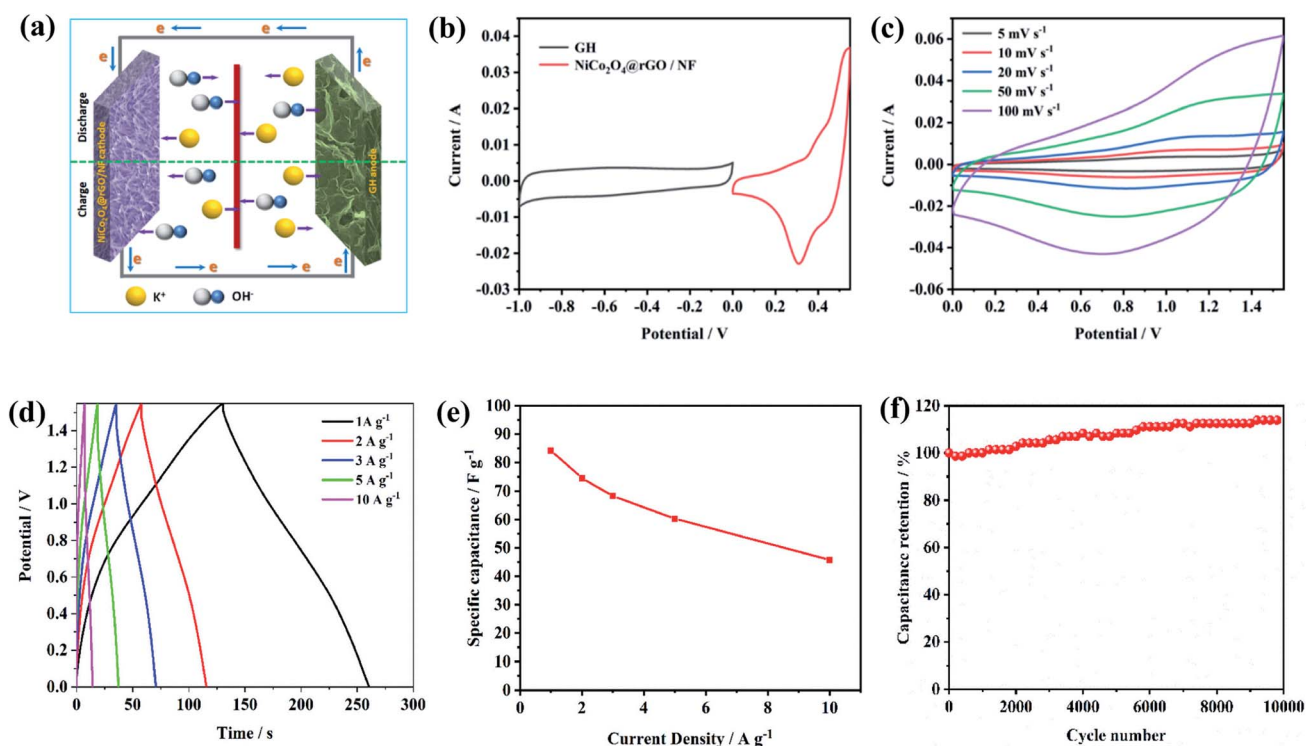 (a)
e
e
e
e
Discharge
Charge
NiCo₂O₄@rGO/NF cathode
rGH anode
e
e
e
e
K⁺
OH⁻
(b)
GH
NiCo₂O₄@rGO / NF
0.04
0.03
0.02
0.01
0.00
-0.01
-0.02
-0.03
Current / A
-1.0
-0.8
-0.6
-0.4
-0.2
0.0
0.2
0.4
Potential / V
(c)
5 mV s⁻¹
10 mV s⁻¹
20 mV s⁻¹
50 mV s⁻¹
100 mV s⁻¹
0.06
0.04
0.02
0.00
-0.02
-0.04
-0.06
Current / A
0.0
0.2
0.4
0.6
0.8
1.0
1.2
1.4
Potential / V
(d)
1A g⁻¹
2 A g⁻¹
3 A g⁻¹
5 A g⁻¹
10 A g⁻¹
1.4
1.2
1.0
0.8
0.6
0.4
0.2
0.0
Potential / V
0
50
100
150
200
250
300
Time / s
(e)
100
90
80
70
60
50
40
30
20
10
0
Specific capacitance / F g⁻¹
0
2
4
6
8
10
Current Density / A g⁻¹
(f)
120
100
80
60
40
20
0
Capacitance retention / %
0
2000
4000
6000
8000
10000
Cycle number